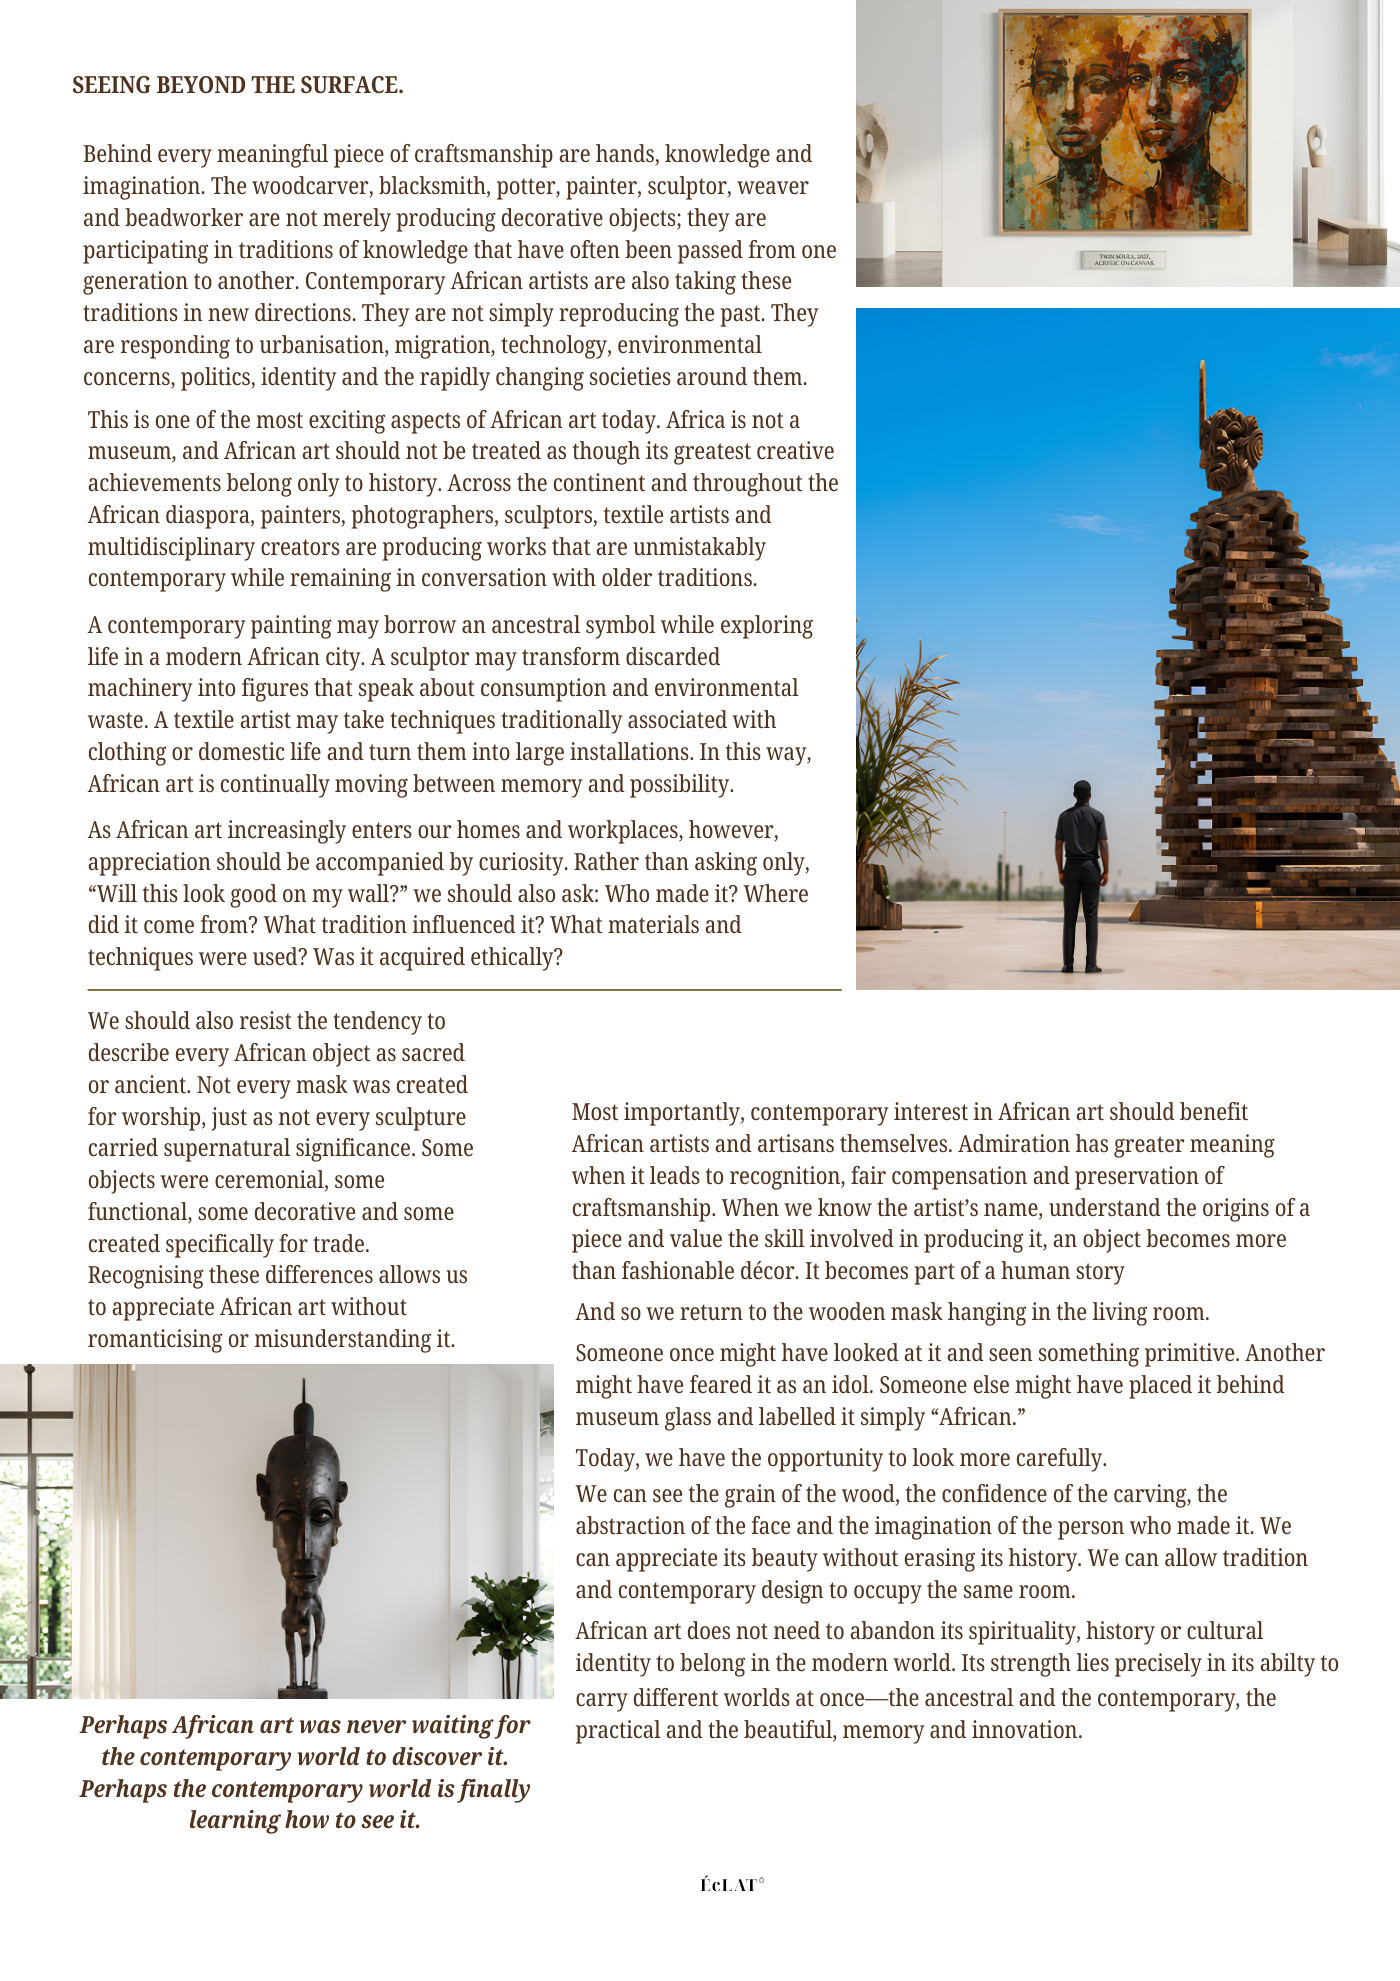 SEEING BEYOND THE SURFACE.
Behind every meaningful piece of craftsmanship are hands, knowledge and
imagination. The woodcarver, blacksmith, potter, painter, sculptor, weaver
and beadworker are not merely producing decorative objects; they are
participating in traditions of knowledge that have often been passed from one
generation to another. Contemporary African artists are also taking these
traditions in new directions. They are not simply reproducing the past. They
are responding to urbanisation, migration, technology, environmental
concerns, politics, identity and the rapidly changing societies around them.
This is one of the most exciting aspects of African art today. Africa is not a
museum, and African art should not be treated as though its greatest creative
achievements belong only to history. Across the continent and throughout the
African diaspora, painters, photographers, sculptors, textile artists and
multidisciplinary creators are producing works that are unmistakably
contemporary while remaining in conversation with older traditions.
A contemporary painting may borrow an ancestral symbol while exploring
life in a modern African city. A sculptor may transform discarded
machinery into figures that speak about consumption and environmental
waste. A textile artist may take techniques traditionally associated with
clothing or domestic life and turn them into large installations. In this way,
African art is continually moving between memory and possibility.
As African art increasingly enters our homes and workplaces, however,
appreciation should be accompanied by curiosity. Rather than asking only,
“Will this look good on my wall?” we should also ask: Who made it? Where
did it come from? What tradition influenced it? What materials and
techniques were used? Was it acquired ethically?
TWIN SOULS, 2023,
ACRYLIC ON CANVAS.
We should also resist the tendency to
describe every African object as sacred
or ancient. Not every mask was created
for worship, just as not every sculpture
carried supernatural significance. Some
objects were ceremonial, some
functional, some decorative and some
created specifically for trade.
Recognising these differences allows us
to appreciate African art without
romanticising or misunderstanding it.
Perhaps African art was never waiting for
the contemporary world to discover it.
Perhaps the contemporary world is finally
learning how to see it.
Most importantly, contemporary interest in African art should benefit
African artists and artisans themselves. Admiration has greater meaning
when it leads to recognition, fair compensation and preservation of
craftsmanship. When we know the artist’s name, understand the origins of a
piece and value the skill involved in producing it, an object becomes more
than fashionable décor. It becomes part of a human story
And so we return to the wooden mask hanging in the living room.
Someone once might have looked at it and seen something primitive. Another
might have feared it as an idol. Someone else might have placed it behind
museum glass and labelled it simply “African.”
Today, we have the opportunity to look more carefully.
We can see the grain of the wood, the confidence of the carving, the
abstraction of the face and the imagination of the person who made it. We
can appreciate its beauty without erasing its history. We can allow tradition
and contemporary design to occupy the same room.
African art does not need to abandon its spirituality, history or cultural
identity to belong in the modern world. Its strength lies precisely in its abilty to
carry different worlds at once—the ancestral and the contemporary, the
practical and the beautiful, memory and innovation.
ÉcLAT